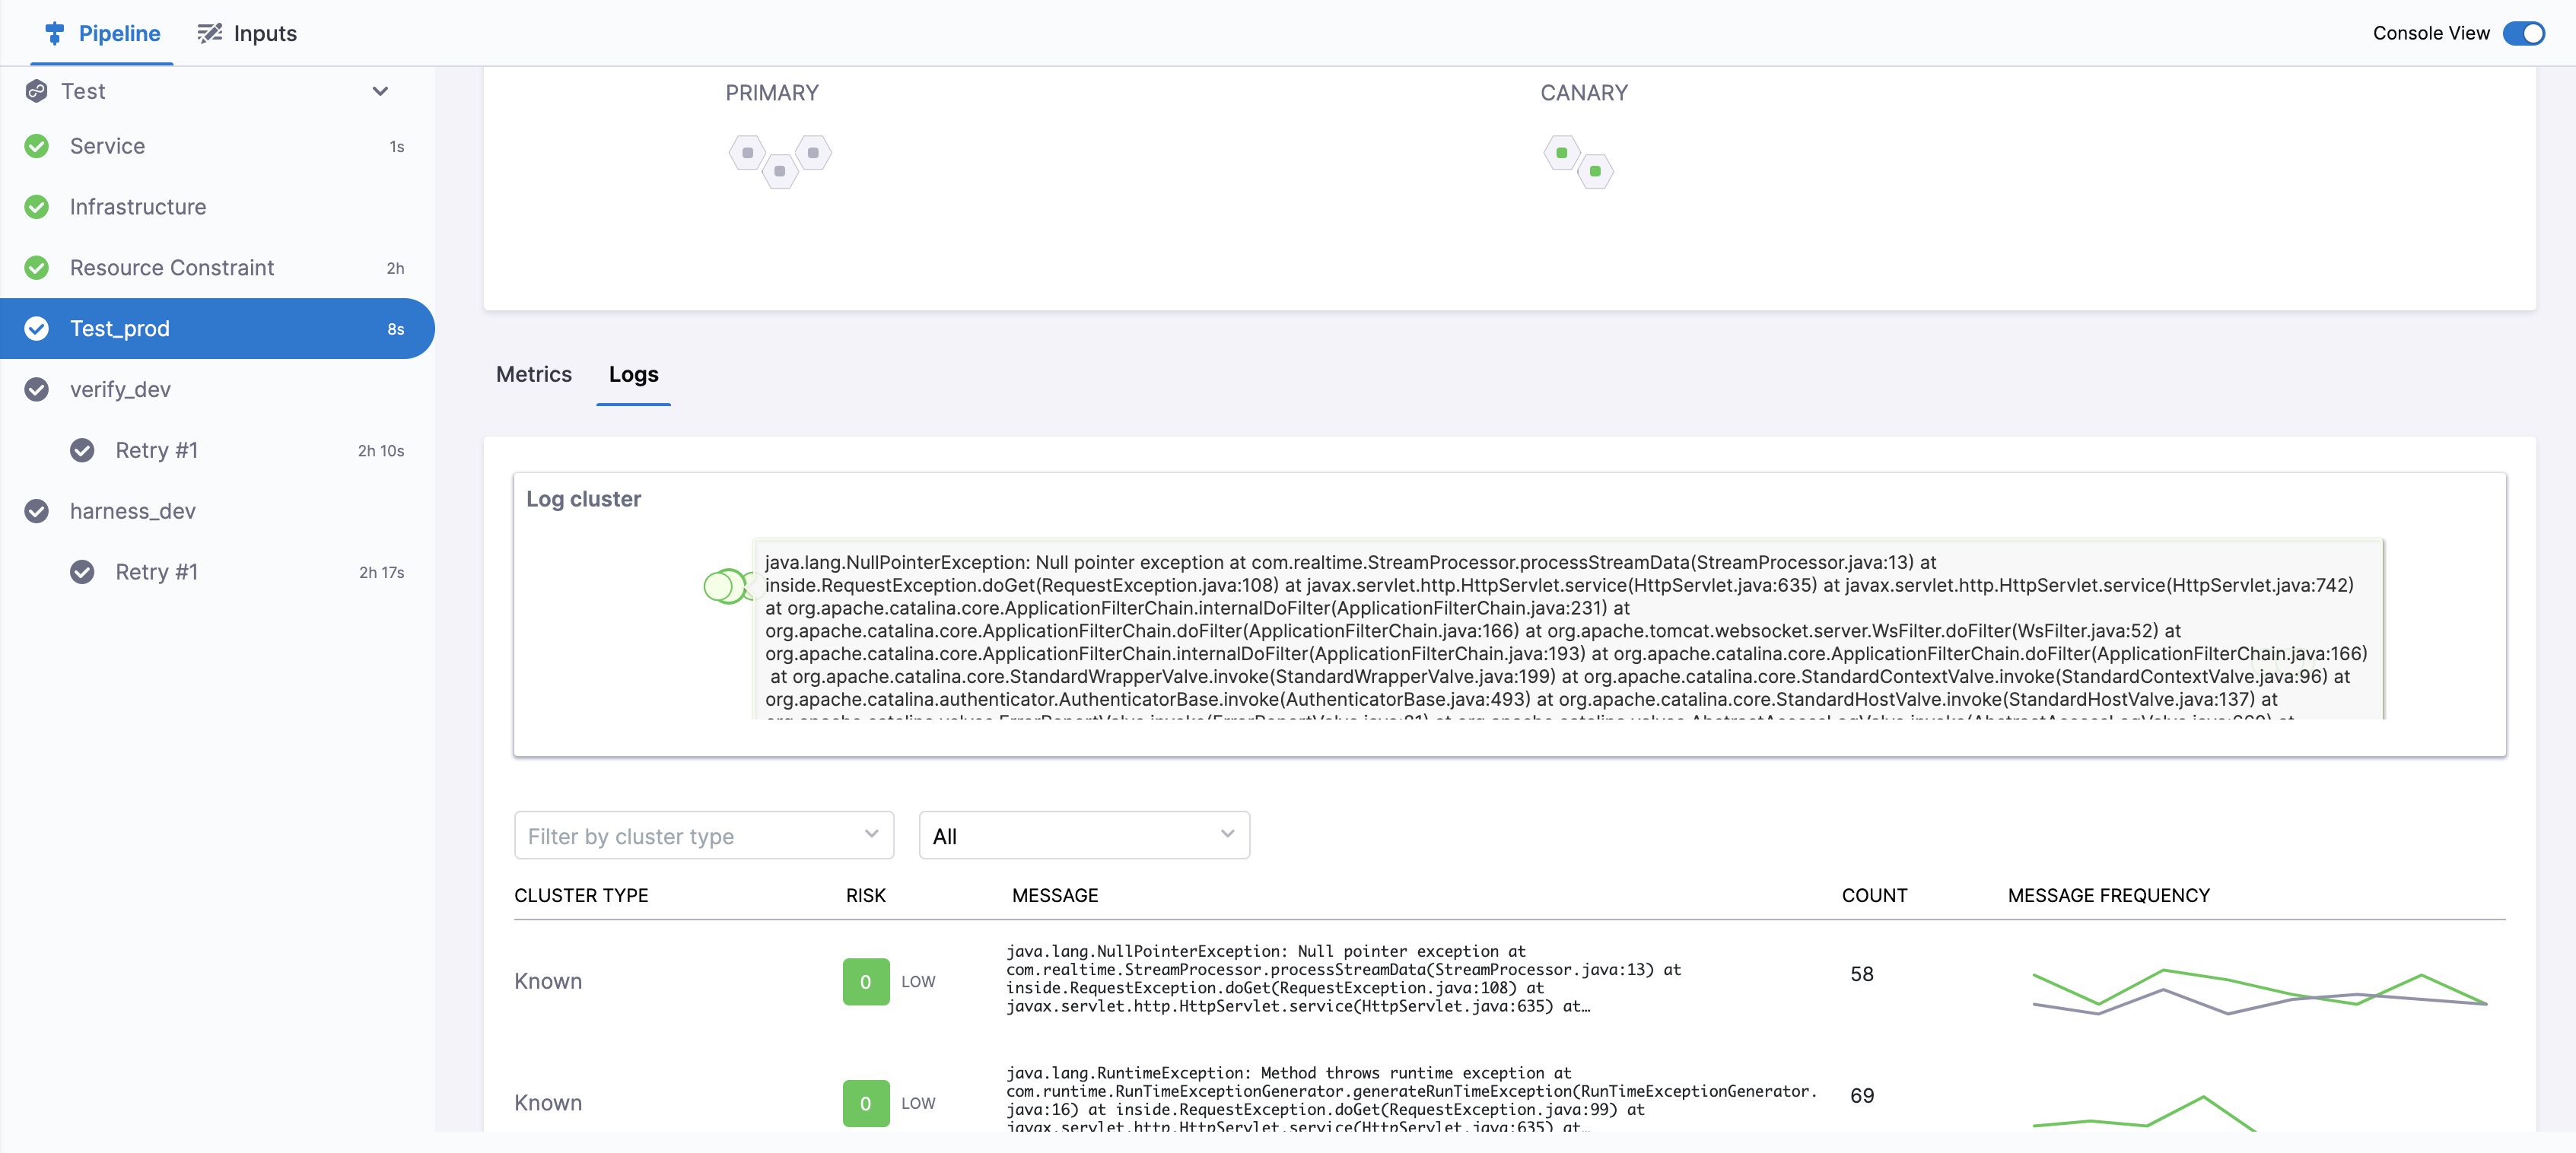 Pipeline
Inputs
Console View
Test
Service 1s
Infrastructure
Resource Constraint 2h
Test_prod 8s
verify_dev
Retry #1 2h 10s
harness_dev
Retry #1 2h 17s
PRIMARY
CANARY
Metrics
Logs
Log cluster
java.lang.NullPointerException: Null pointer exception at com.realtime.StreamProcessor.processStreamData(StreamProcessor.java:13) at
inside.RequestException.doGet(RequestException.java:108) at javax.servlet.http.HttpServlet.service(HttpServlet.java:635) at javax.servlet.http.HttpServlet.service(HttpServlet.java:742)
at org.apache.catalina.core.ApplicationFilterChain.internalDoFilter(ApplicationFilterChain.java:231) at
org.apache.catalina.core.ApplicationFilterChain.doFilter(ApplicationFilterChain.java:166) at org.apache.tomcat.websocket.server.WsFilter.doFilter(WsFilter.java:52) at
org.apache.catalina.core.ApplicationFilterChain.internalDoFilter(ApplicationFilterChain.java:193) at org.apache.catalina.core.ApplicationFilterChain.doFilter(ApplicationFilterChain.java:166)
at org.apache.catalina.core.StandardWrapperValve.invoke(StandardWrapperValve.java:199) at org.apache.catalina.core.StandardContextValve.invoke(StandardContextValve.java:96) at
org.apache.catalina.authenticator.AuthenticatorBase.invoke(AuthenticatorBase.java:493) at org.apache.catalina.core.StandardHostValve.invoke(StandardHostValve.java:137) at
Filter by cluster type
All
CLUSTER TYPE RISK MESSAGE COUNT MESSAGE FREQUENCY
Known 0 LOW
java.lang.NullPointerException: Null pointer exception at
com.realtime.StreamProcessor.processStreamData(StreamProcessor.java:13) at
inside.RequestException.doGet(RequestException.java:108) at
javax.servlet.http.HttpServlet.service(HttpServlet.java:635) at…
58
Known 0 LOW
java.lang.RuntimeException: Method throws runtime exception at
com.runtime.RunTimeExceptionGenerator.generateRunTimeException(RunTimeExceptionGenerator.
java:16) at inside.RequestException.doGet(RequestException.java:99) at
javax.servlet.http.HttpServlet.service(HttpServlet.java:635) at…
69